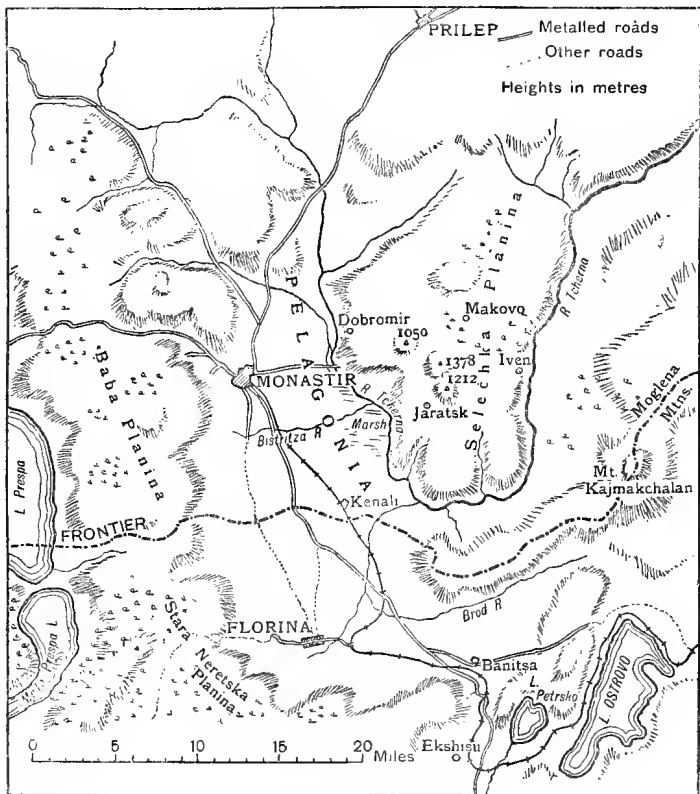 PRILEP
Metalled roads
Other roads
Heights in metres
PELAGONIA
Selechka Planina
R Tcherna
Dobromir
1050
Makovo
1378
1212
Iven
Baba Planina
MONASTIR
R. Tcherna
Jaratsk
Moglena
Mtns.
Bistritza R
Marsh
L Prespa
Mt.
Kajmakchalan
Kenali
FRONTIER
Brod R
FLORINA
Stara
Neretska
Planina
Prespa L
Banitsa
L.
Petrsko
L. OSTROVO
0 5 10 15 20
Miles
Ekshisu